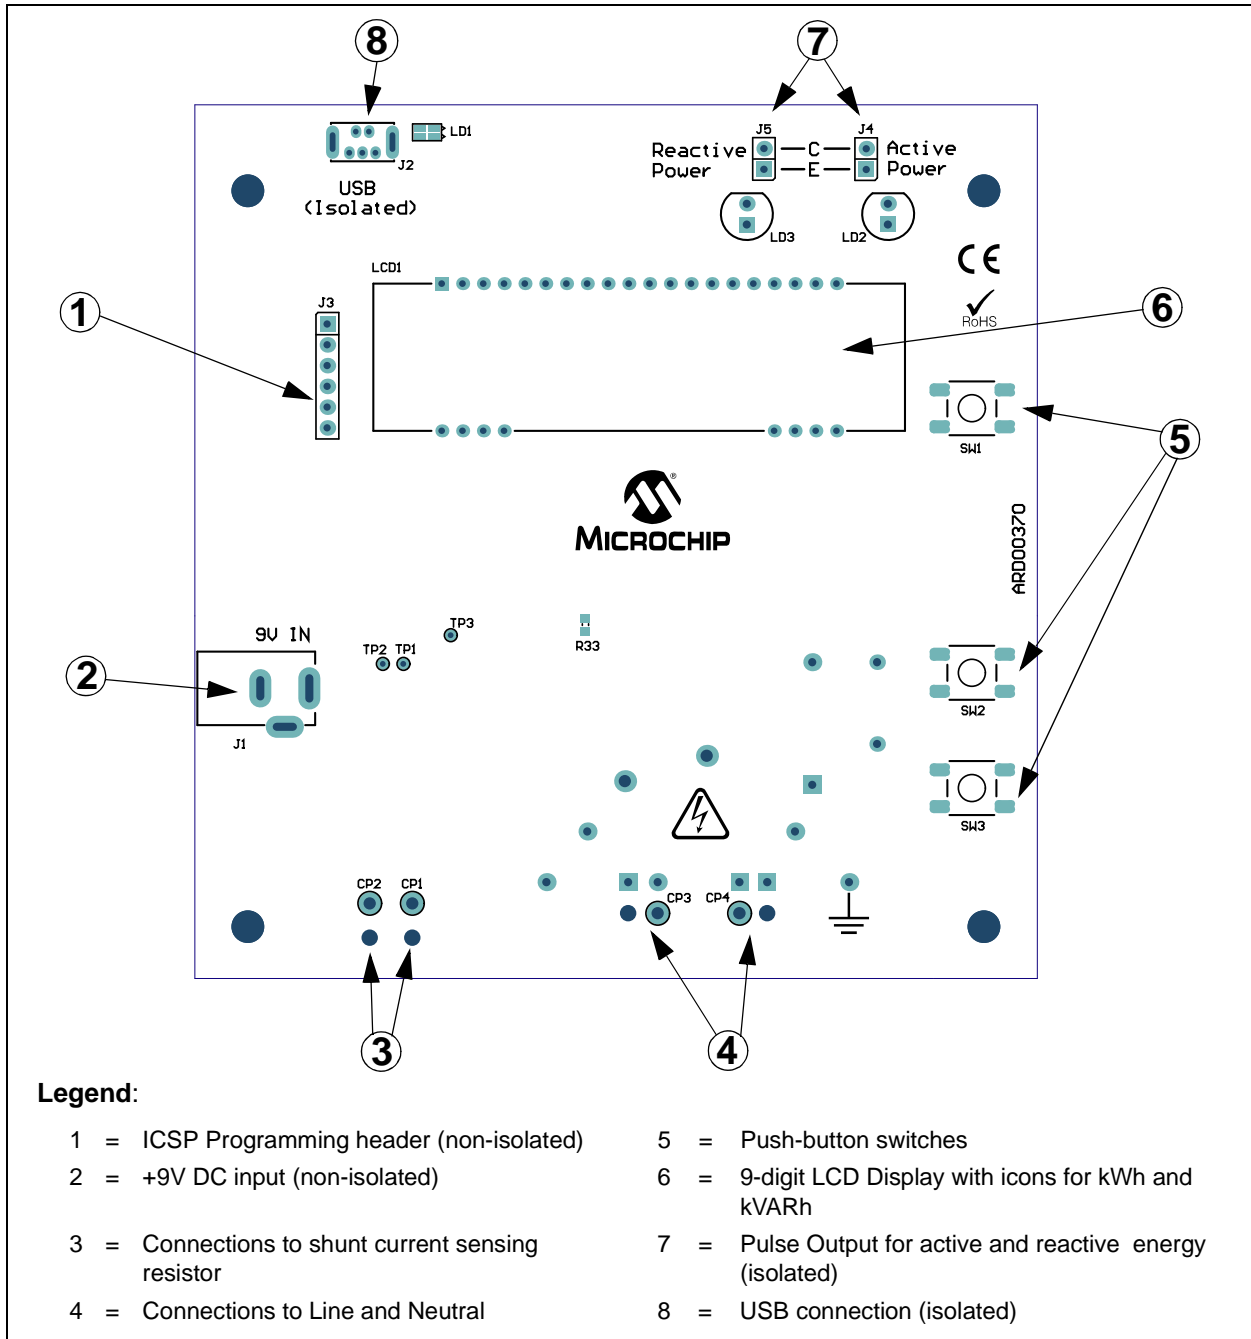 8
7
LD1
J2
USB
(Isolated)
J5
J4
Reactive
Power
C
E
Active
Power
LD3
LD2
CE
RoHS
LCD1
J3
1
6
SW1
5
MICROCHIP
®
ARD00370
9V IN
TP3
TP2 TP1
R33
2
J1
SW2
SW3
CP2 CP1
CP3 CP4
3
4
Legend:
1 = ICSP Programming header (non-isolated)
2 = +9V DC input (non-isolated)
3 = Connections to shunt current sensing
resistor
4 = Connections to Line and Neutral
5 = Push-button switches
6 = 9-digit LCD Display with icons for kWh and
kVARh
7 = Pulse Output for active and reactive energy
(isolated)
8 = USB connection (isolated)